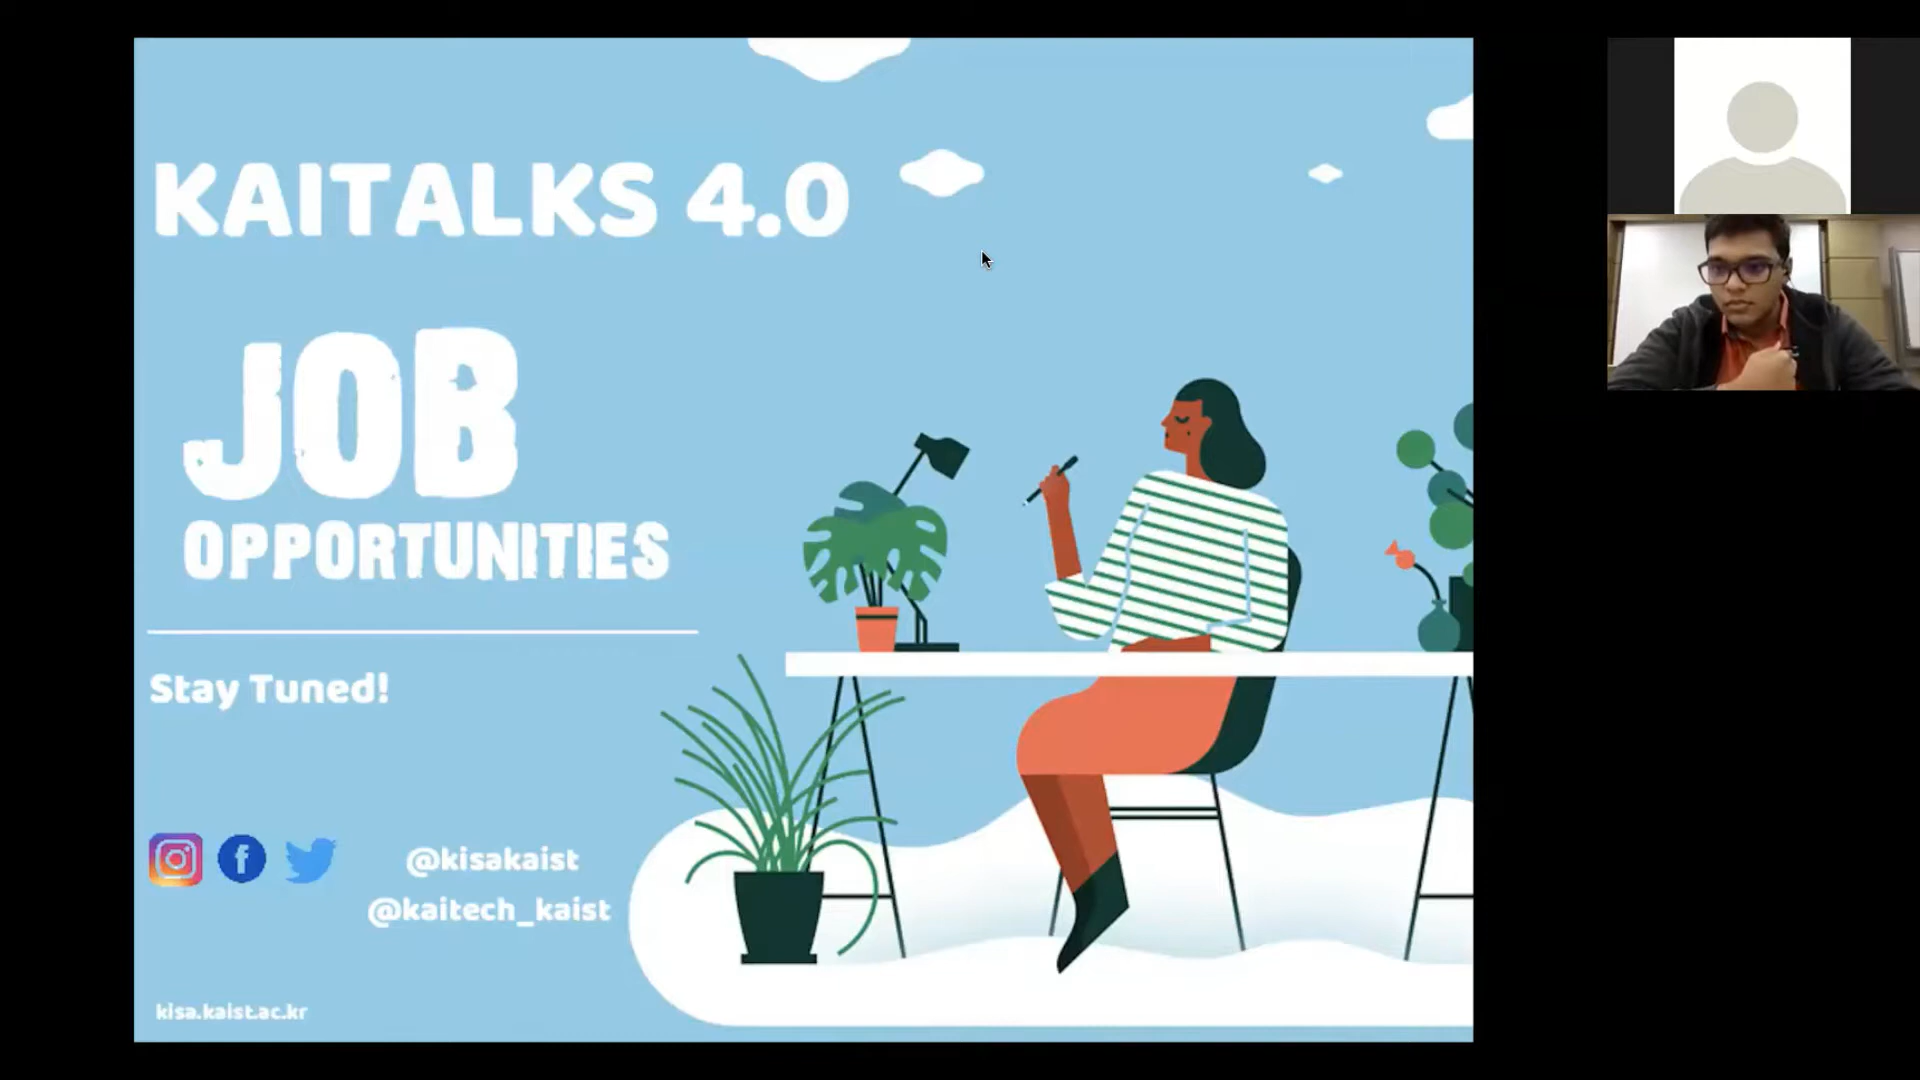 KAITALKS 4.0
JOB
OPPORTUNITIES
Stay Tuned!
@kisakaist
@kaitech_kaist
kisa.kaist.ac.kr